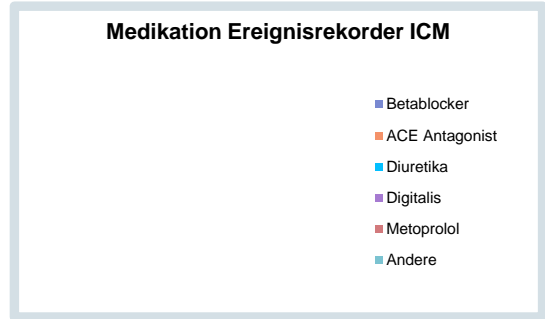 Medikation Ereignisrekorder ICM
Betablocker
ACE Antagonist
Diuretika
Digitalis
Metoprolol
Andere